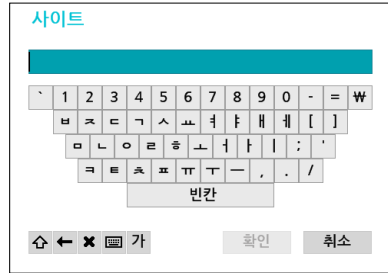 사이트
` 1 2 3 4 5 6 7 8 9 0 - = ₩
ㅂ ㅈ ㄷ ㄱ ㅅ ㅛ ㅕ ㅑ ㅐ ㅔ [ ]
ㅁ ㄴ ㅇ ㄹ ㅎ ㅗ ㅓ ㅏ ㅣ ; '
ㅋ ㅌ ㅊ ㅍ ㅠ ㅜ ㅡ , . /
빈칸
가 확인 취소